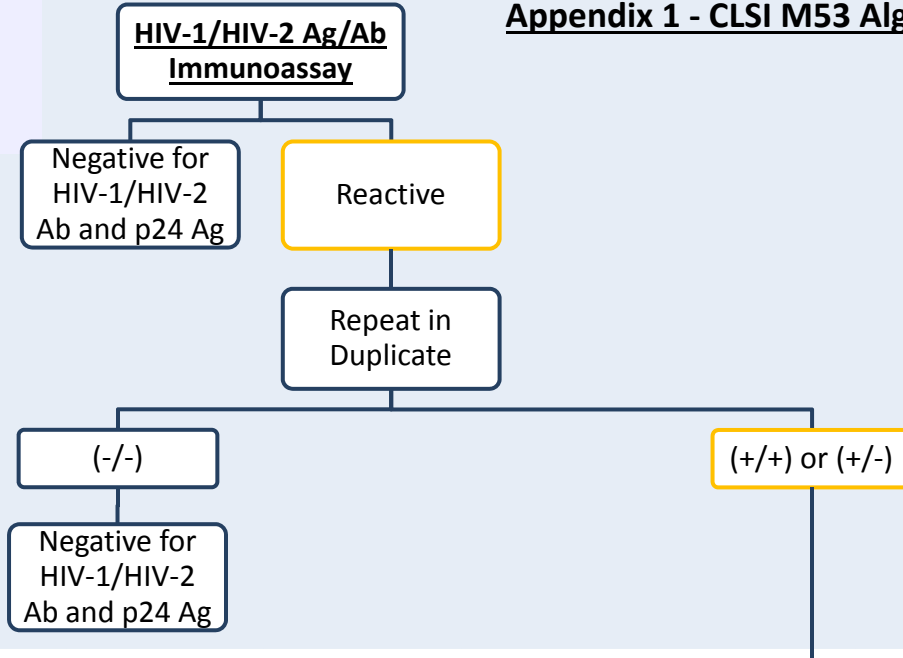 Appendix 1 - CLSI M53 Alg
HIV-1/HIV-2 Ag/Ab
Immunoassay
Negative for
HIV-1/HIV-2
Ab and p24 Ag
Reactive
Repeat in
Duplicate
(-/-)
(+/+) or (+/-)
Negative for
HIV-1/HIV-2
Ab and p24 Ag